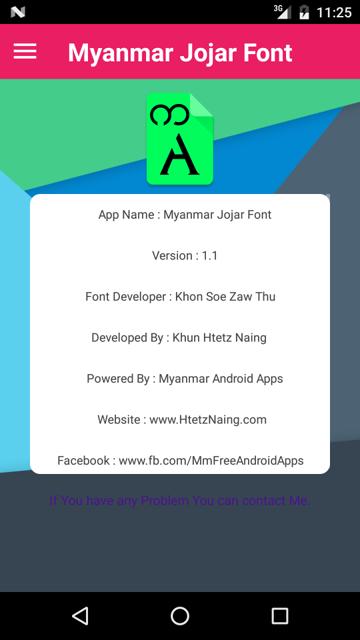 3G 11:25
Myanmar Jojar Font
အ
A
App Name : Myanmar Jojar Font
Version : 1.1
Font Developer : Khon Soe Zaw Thu
Developed By : Khun Htetz Naing
Powered By : Myanmar Android Apps
Website : www.HtetzNaing.com
Facebook : www.fb.com/MmFreeAndroidApps
If You have any Problem You can contact Me.